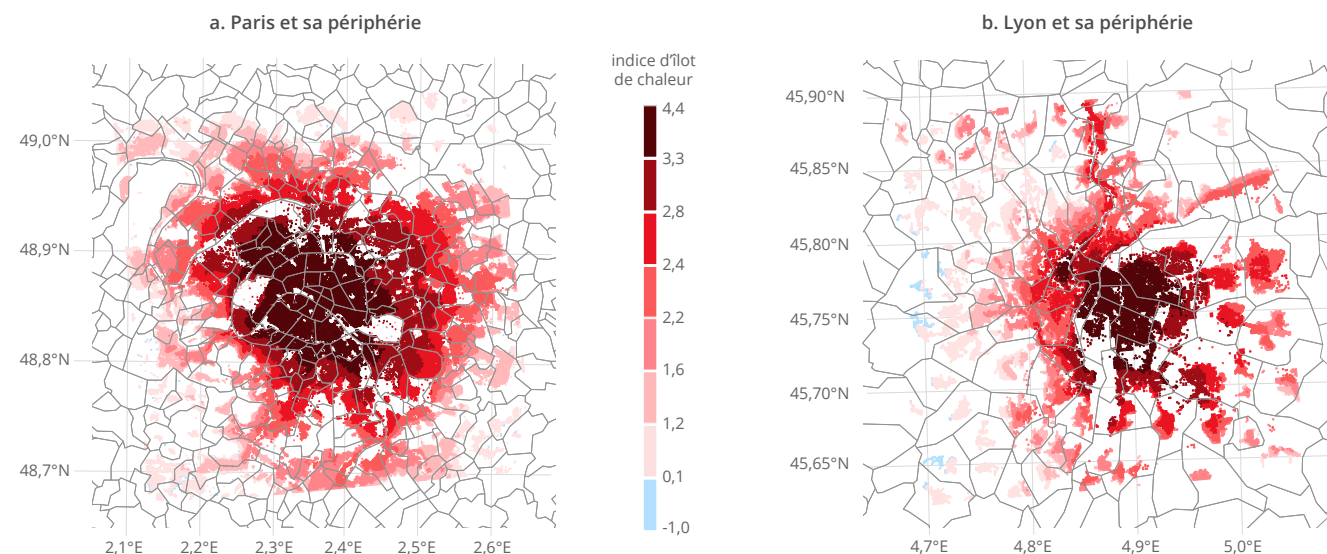 a. Paris et sa périphérie
49,0°N
48,9°N
48,8°N
48,7°N
2,1°E 2,2°E 2,3°E 2,4°E 2,5°E 2,6°E
indice d'îlot
de chaleur
4,4
3,3
2,8
2,4
2,2
1,6
1,2
0,1
-1,0
b. Lyon et sa périphérie
45,90°N
45,85°N
45,80°N
45,75°N
45,70°N
45,65°N
4,7°E 4,8°E 4,9°E 5,0°E